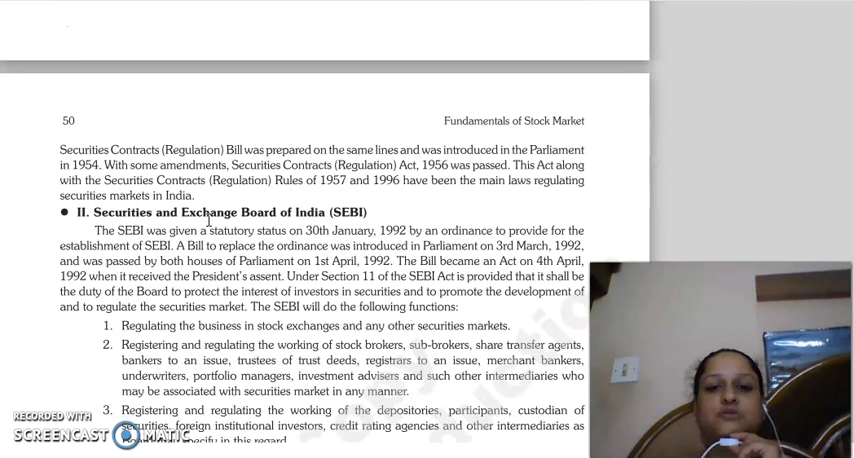 50
Fundamentals of Stock Market
Securities Contracts (Regulation) Bill was prepared on the same lines and was introduced in the Parliament
in 1954. With some amendments, Securities Contracts (Regulation) Act, 1956 was passed. This Act along
with the Securities Contracts (Regulation) Rules of 1957 and 1996 have been the main laws regulating
securities markets in India.
● II. Securities and Exchange Board of India (SEBI)
The SEBI was given a statutory status on 30th January, 1992 by an ordinance to provide for the
establishment of SEBI. A Bill to replace the ordinance was introduced in Parliament on 3rd March, 1992,
and was passed by both houses of Parliament on 1st April, 1992. The Bill became an Act on 4th April,
1992 when it received the President's assent. Under Section 11 of the SEBI Act is provided that it shall be
the duty of the Board to protect the interest of investors in securities and to promote the development of
and to regulate the securities market. The SEBI will do the following functions:
1. Regulating the business in stock exchanges and any other securities markets.
2. Registering and regulating the working of stock brokers, sub-brokers, share transfer agents,
bankers to an issue, trustees of trust deeds, registrars to an issue, merchant bankers,
underwriters, portfolio managers, investment advisers and such other intermediaries who
may be associated with securities market in any manner.
3. Registering and regulating the working of the depositories, participants, custodian of
securities, foreign institutional investors, credit rating agencies and other intermediaries as
specify in this regard
RECORDED WITH
SCREENCAST MATIC